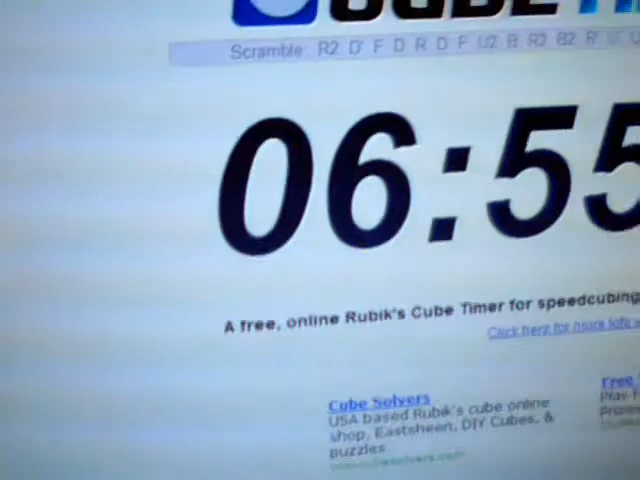 Scramble: R2 D' F D R D F U2 B R2 B2 R'
06:55
A free, online Rubik's Cube Timer for speedcubing
Click here for more info
Cube Solvers
USA based Rubik's cube online
shop, Eastsheen, DIY Cubes, &
puzzles
Free